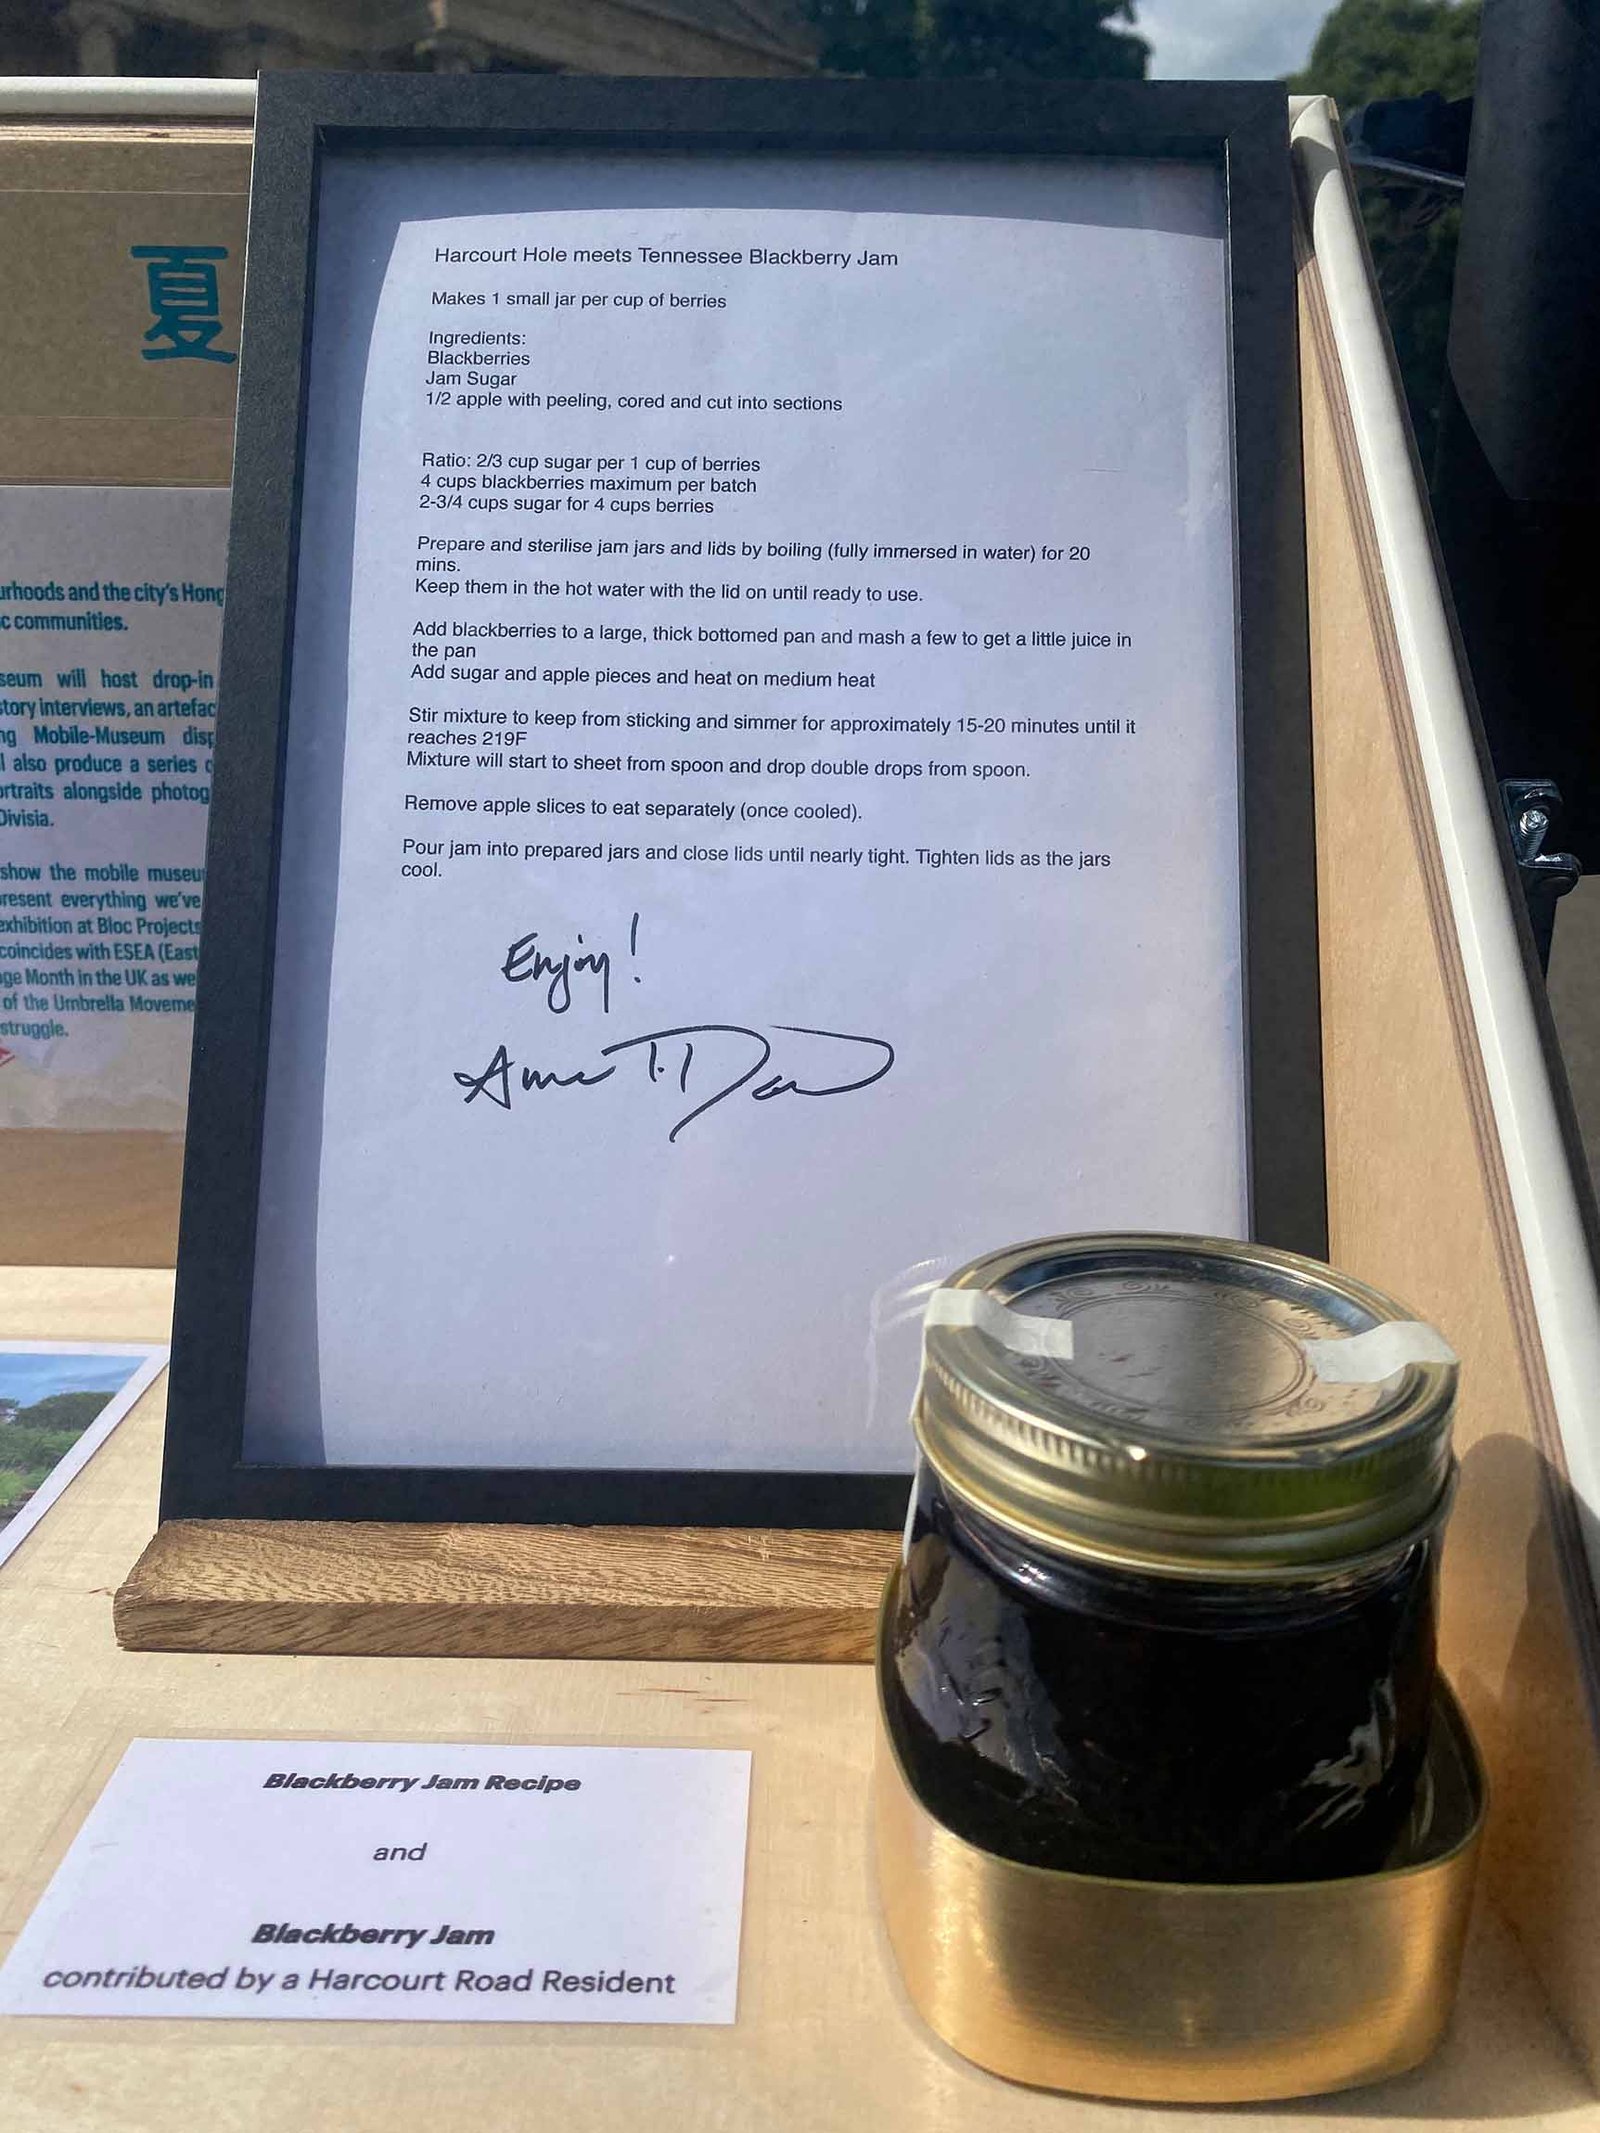 夏
Harcourt Hole meets Tennessee Blackberry Jam
Makes 1 small jar per cup of berries
Ingredients:
Blackberries
Jam Sugar
1/2 apple with peeling, cored and cut into sections
Ratio: 2/3 cup sugar per 1 cup of berries
4 cups blackberries maximum per batch
2-3/4 cups sugar for 4 cups berries
Prepare and sterilise jam jars and lids by boiling (fully immersed in water) for 20
mins.
Keep them in the hot water with the lid on until ready to use.
Add blackberries to a large, thick bottomed pan and mash a few to get a little juice in
the pan
Add sugar and apple pieces and heat on medium heat
Stir mixture to keep from sticking and simmer for approximately 15-20 minutes until it
reaches 219F
Mixture will start to sheet from spoon and drop double drops from spoon.
Remove apple slices to eat separately (once cooled).
Pour jam into prepared jars and close lids until nearly tight. Tighten lids as the jars
cool.
Enjoy!
urhoods and the city's Hong
c communities.
seum will host drop-in
tory interviews, an artefac
ng Mobile-Museum disp
l also produce a series
ortraits alongside photog
Divisia.
show the mobile museu
resent everything we've
exhibition at Bloc Projects
coincides with ESEA (East
ge Month in the UK as we
of the Umbrella Moveme
struggle.
Blackberry Jam Recipe
and
Blackberry Jam
contributed by a Harcourt Road Resident